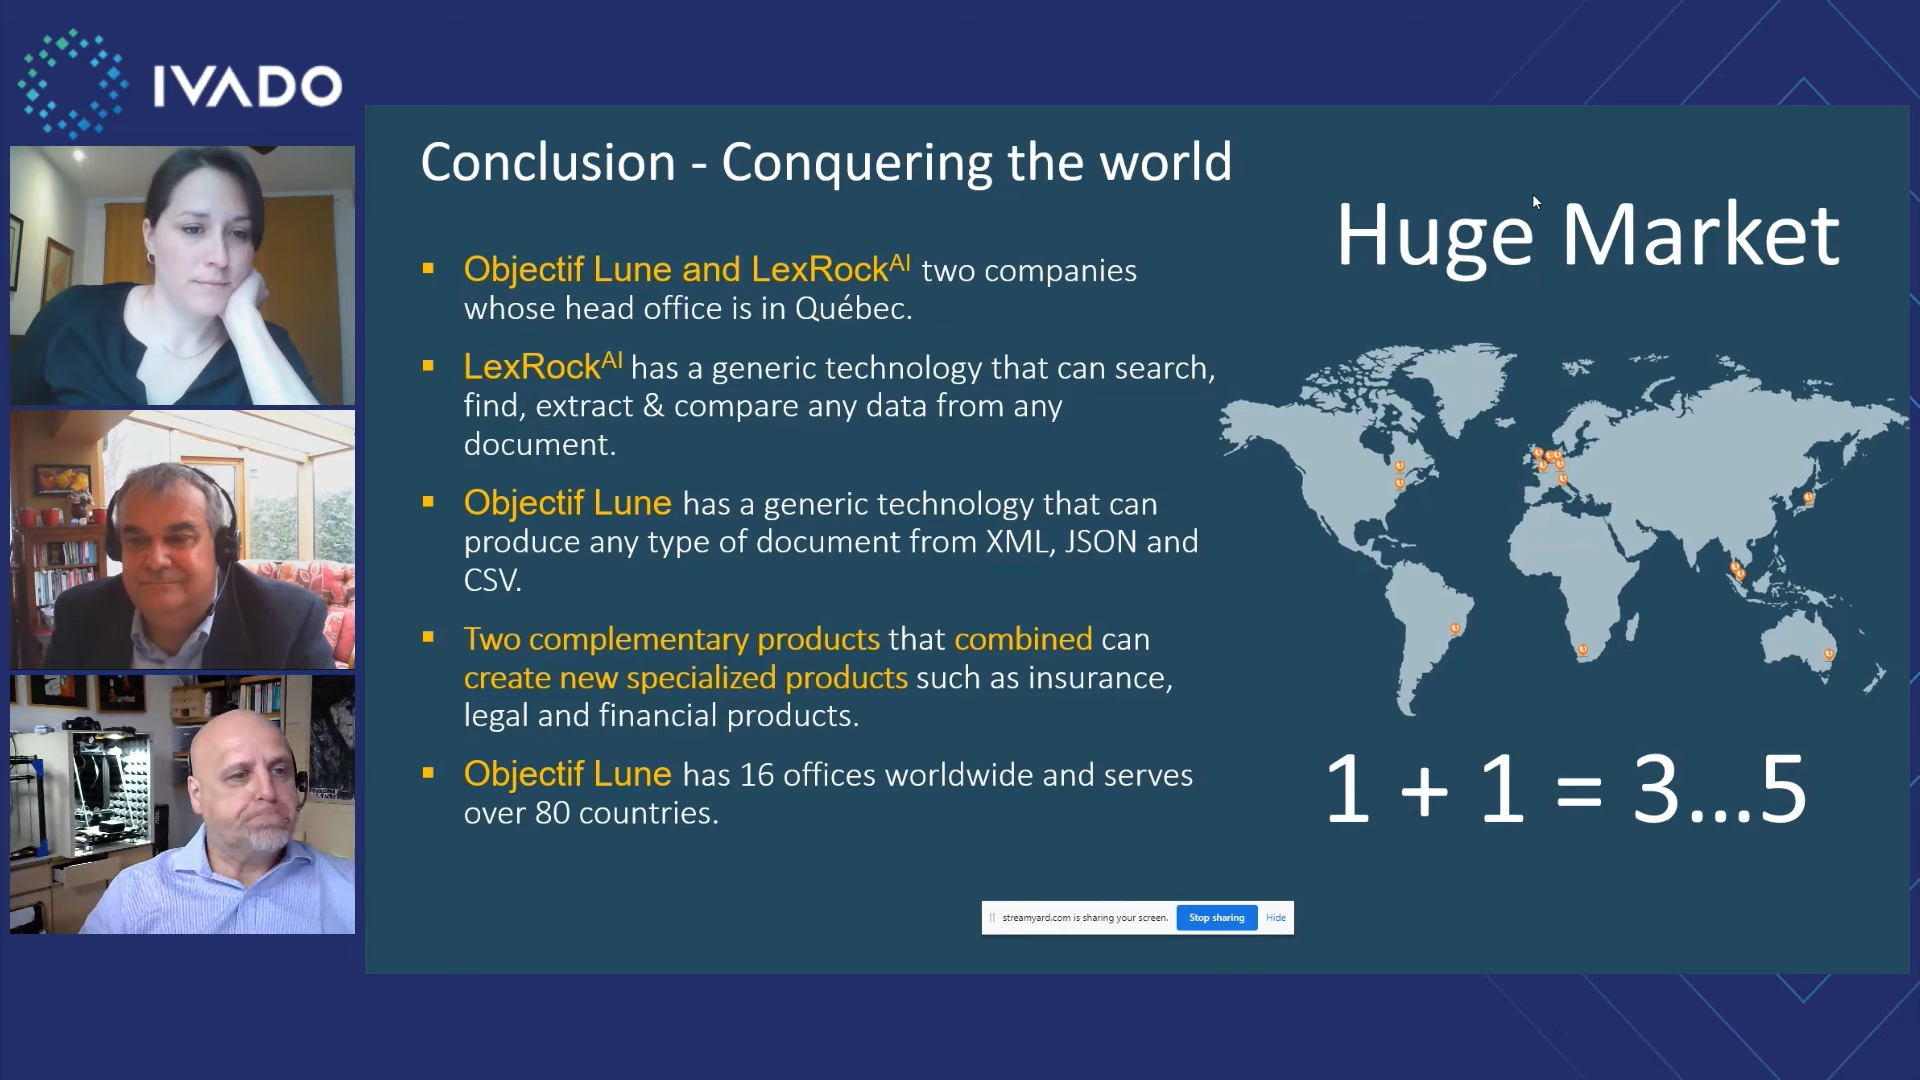 IVADO
Conclusion - Conquering the world
Huge Market
Objectif Lune and LexRockAI two companies
whose head office is in Québec.
LexRockAI has a generic technology that can search,
find, extract & compare any data from any
document.
Objectif Lune has a generic technology that can
produce any type of document from XML, JSON and
CSV.
Two complementary products that combined can
create new specialized products such as insurance,
legal and financial products.
Objectif Lune has 16 offices worldwide and serves
over 80 countries.
1 + 1 = 3...5
streamyard.com is sharing your screen. Stop sharing Hide